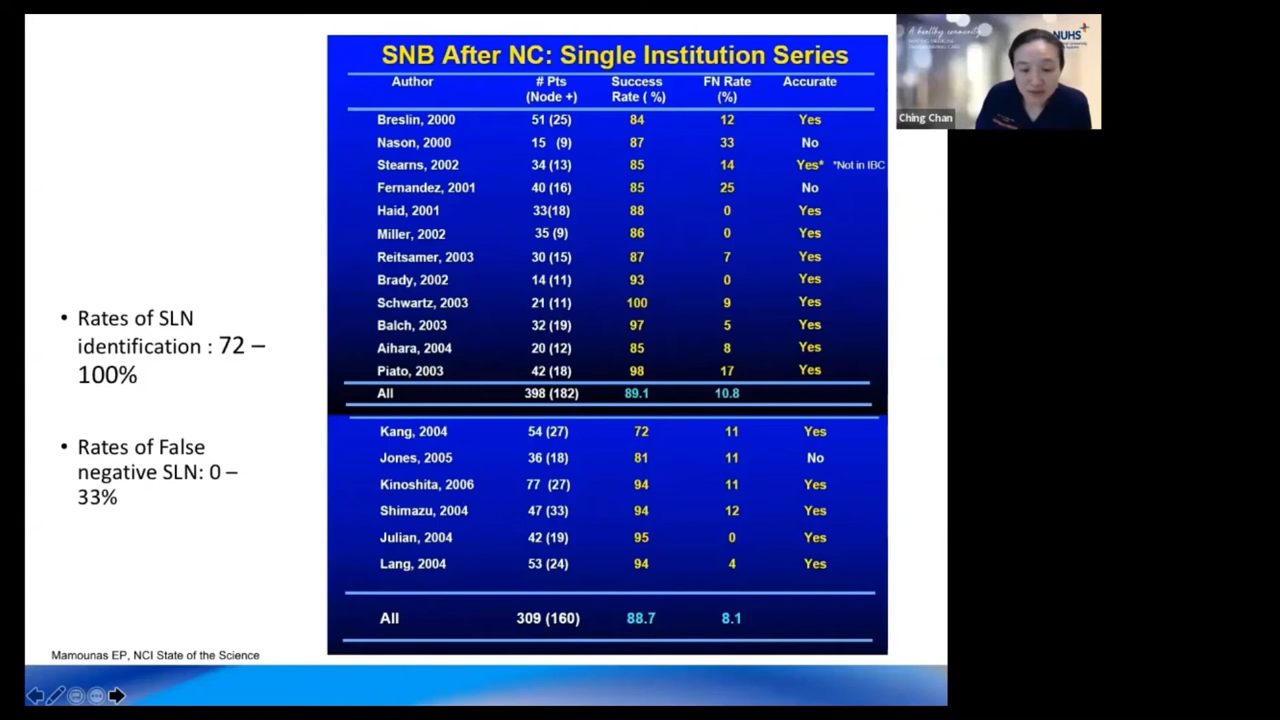 SNB After NC: Single Institution Series
Author # Pts (Node +) Success Rate ( %) FN Rate (%) Accurate
Breslin, 2000 51 (25) 84 12 Yes
Nason, 2000 15 (9) 87 33 No
Stearns, 2002 34 (13) 85 14 Yes* *Not in IBC
Fernandez, 2001 40 (16) 85 25 No
Haid, 2001 33(18) 88 0 Yes
Miller, 2002 35 (9) 86 0 Yes
Reitsamer, 2003 30 (15) 87 7 Yes
Brady, 2002 14 (11) 93 0 Yes
Schwartz, 2003 21 (11) 100 9 Yes
Balch, 2003 32 (19) 97 5 Yes
Aihara, 2004 20 (12) 85 8 Yes
Piato, 2003 42 (18) 98 17 Yes
All 398 (182) 89.1 10.8
Kang, 2004 54 (27) 72 11 Yes
Jones, 2005 36 (18) 81 11 No
Kinoshita, 2006 77 (27) 94 11 Yes
Shimazu, 2004 47 (33) 94 12 Yes
Julian, 2004 42 (19) 95 0 Yes
Lang, 2004 53 (24) 94 4 Yes
All 309 (160) 88.7 8.1
• Rates of SLN
identification : 72 –
100%
• Rates of False
negative SLN: 0 –
33%
Mamounas EP, NCI State of the Science
A healthy community
NUHS
Ching Chan